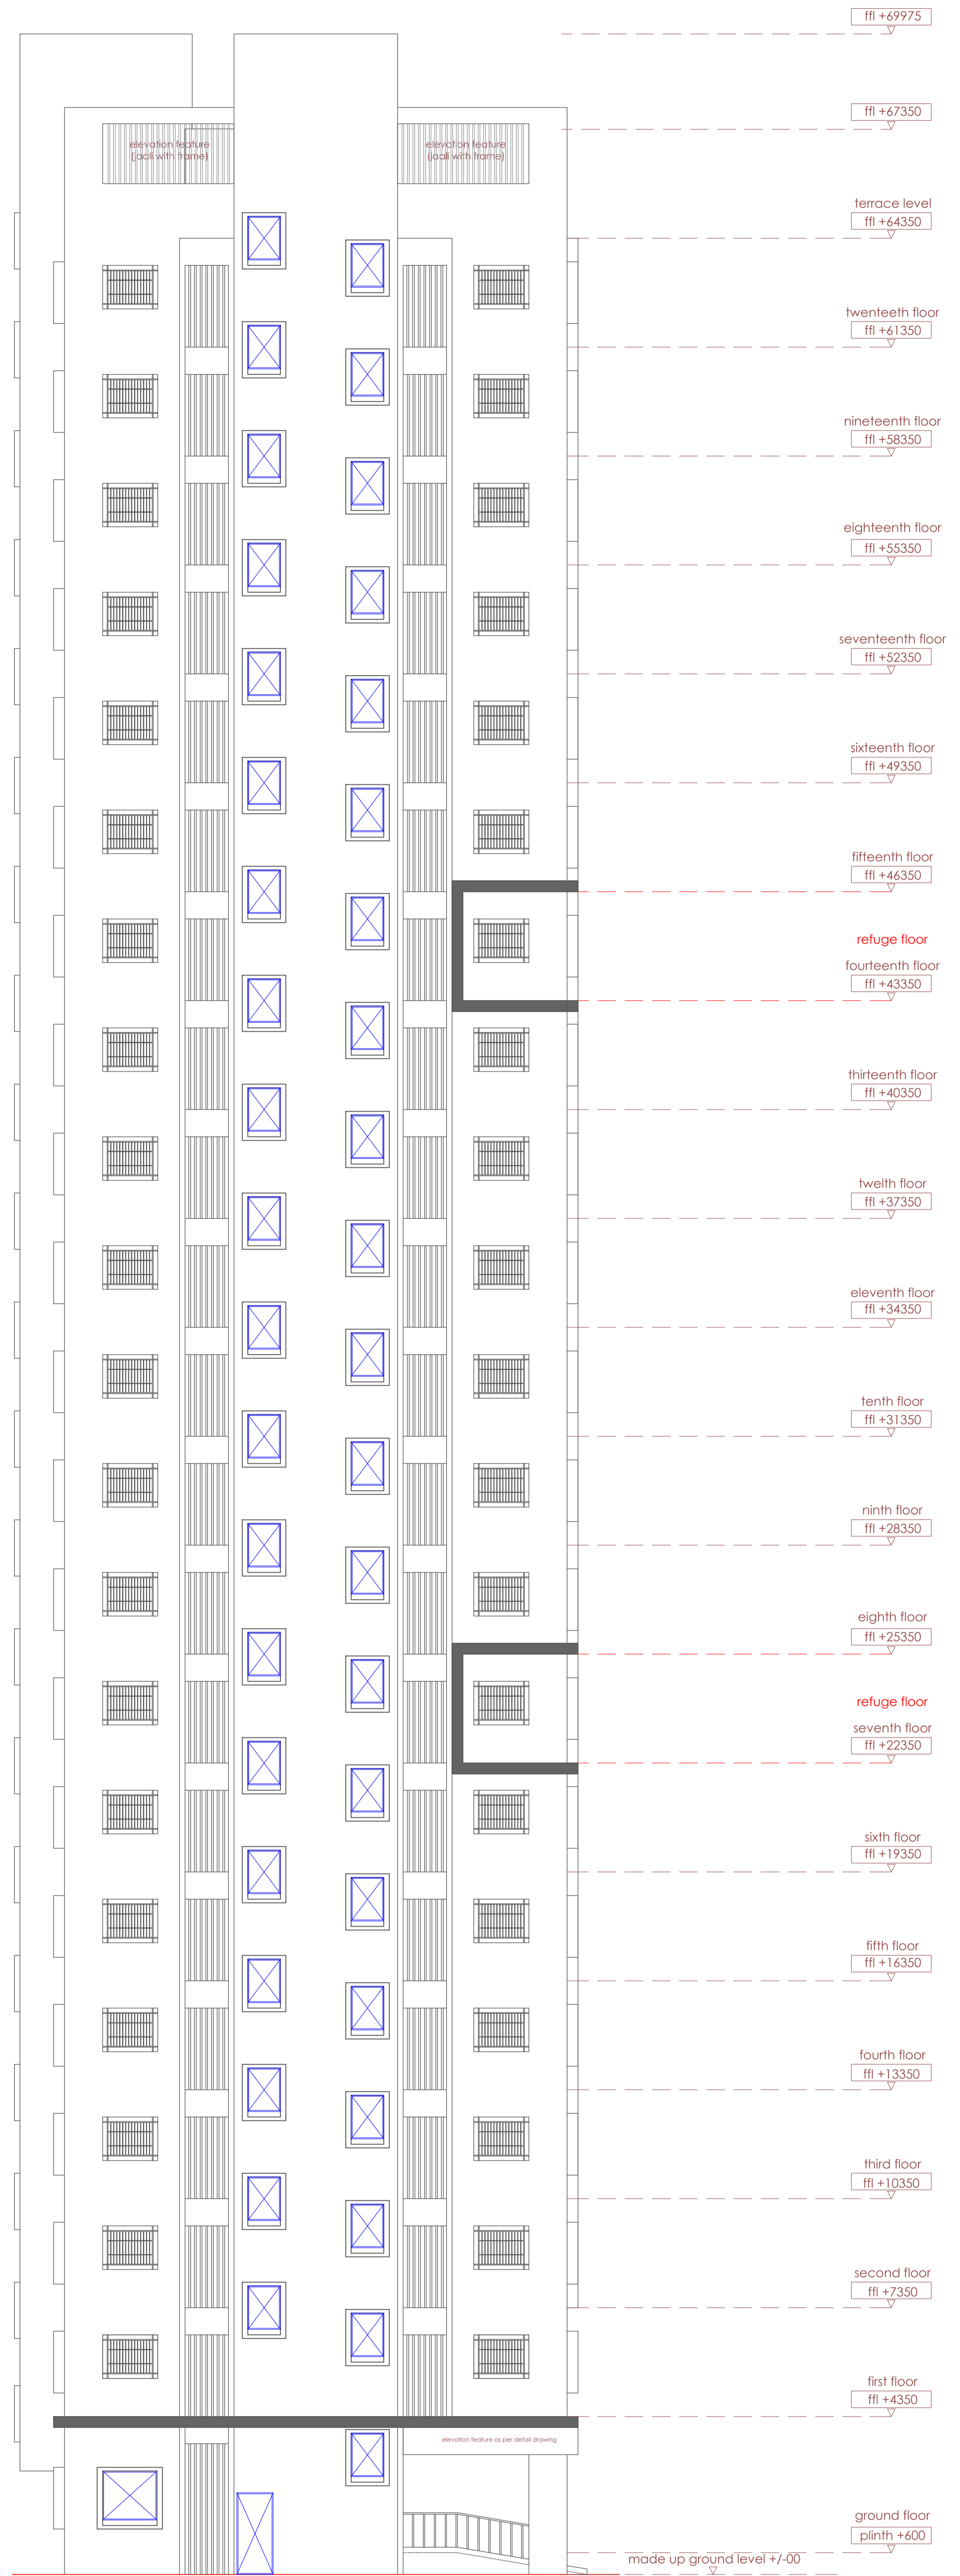 ffl +69975
ffl +67350
elevation feature
(jaali with frame)
elevation feature
(jaali with frame)
terrace level
ffl +64350
twenteeth floor
ffl +61350
nineteenth floor
ffl +58350
eighteenth floor
ffl +55350
seventeenth floor
ffl +52350
sixteenth floor
ffl +49350
fifteenth floor
ffl +46350
refuge floor
fourteenth floor
ffl +43350
thirteenth floor
ffl +40350
twelth floor
ffl +37350
eleventh floor
ffl +34350
tenth floor
ffl +31350
ninth floor
ffl +28350
eighth floor
ffl +25350
refuge floor
seventh floor
ffl +22350
sixth floor
ffl +19350
fifth floor
ffl +16350
fourth floor
ffl +13350
third floor
ffl +10350
second floor
ffl +7350
first floor
ffl +4350
elevation feature as per detail drawing
ground floor
plinth +600
made up ground level +/-00